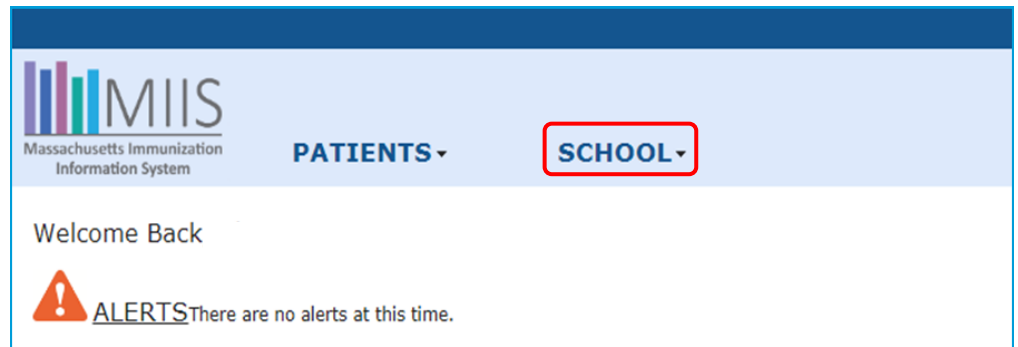 MIIS
Massachusetts Immunization
Information System
PATIENTS
SCHOOL
Welcome Back
ALERTS There are no alerts at this time.